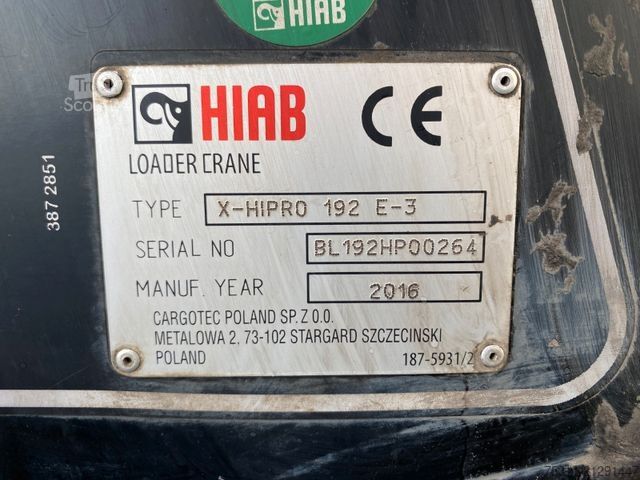 HIAB
HIAB CE
LOADER CRANE
TYPE X-HIPRO 192 E-3
SERIAL NO BL192HP00264
MANUF. YEAR 2016
CARGOTEC POLAND SP. Z O.O.
METALOWA 2, 73-102 STARGARD SZCZECINSKI
POLAND 187-5931/2
387 2851